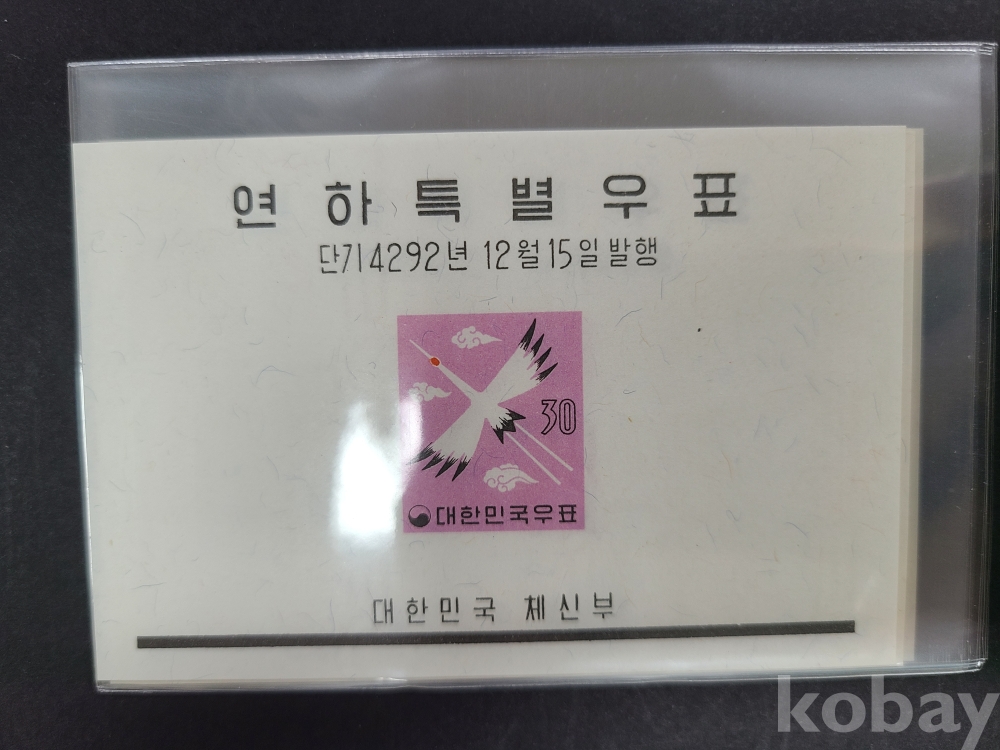 연하특별우표
단기4292년 12월15일발행
30
대한민국우표
대한민국 체신부
kobay